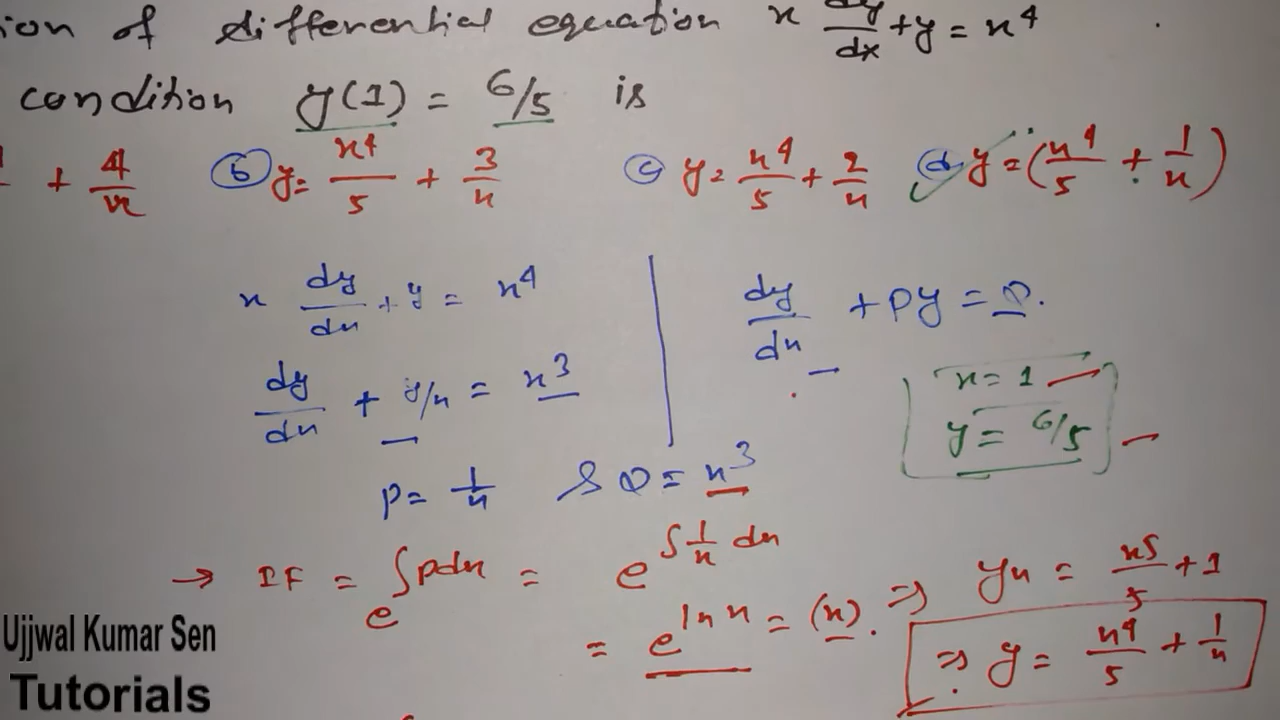 ion of differential equation x dy/dx + y = x⁴
condition y(1) = 6/5 is
+ 4/x (b) y = x⁴/5 + 3/x (c) y = x⁴/5 + 2/x (d) y = (x⁴/5 + 1/x)
x dy/dx + y = x⁴
dy/dx + Py = Q.
dy/dx + y/x = x³
x = 1
y = 6/5
P = 1/x & Q = x³
→ IF = e^∫Pdx = e^∫1/x dx
= e^ln x = (x).
⇒ yx = x⁵/5 + 1
⇒ y = x⁴/5 + 1/x
Ujjwal Kumar Sen
Tutorials